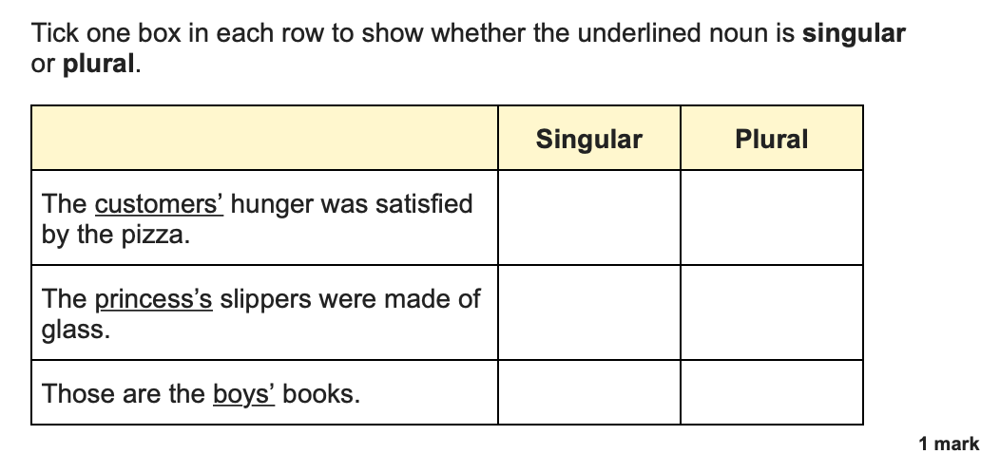 Tick one box in each row to show whether the underlined noun is singular
or plural.
Singular
Plural
The customers’ hunger was satisfied
by the pizza.
The princess’s slippers were made of
glass.
Those are the boys’ books.
1 mark